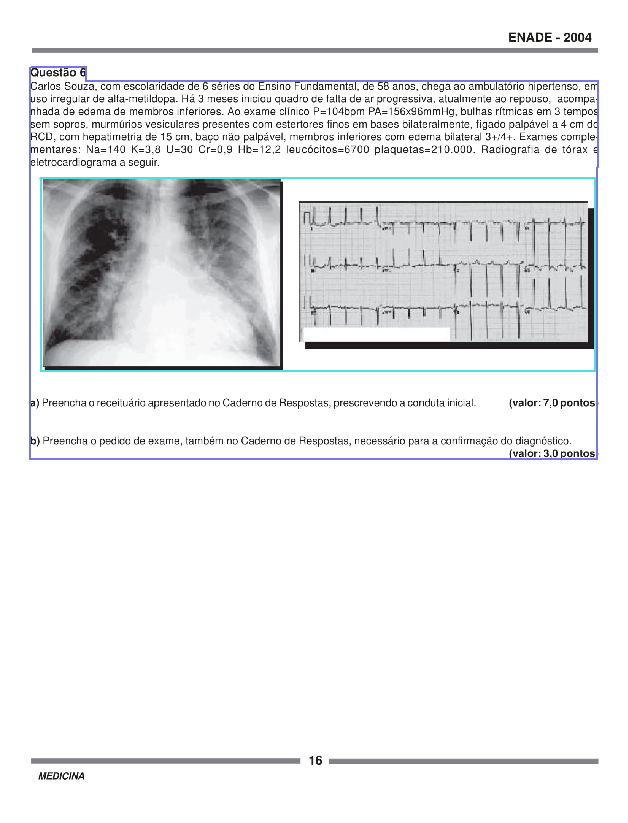 ENADE - 2004
Questão 6
Carlos Souza, com escolaridade de 6 séries do Ensino Fundamental, de 58 anos, chega ao ambulatório hipertenso, em
uso irregular de alfa-metildopa. Há 3 meses iniciou quadro de falta de ar progressiva, atualmente ao repouso, acompa-
nhada de edema de membros inferiores. Ao exame clínico P=104bpm PA=156x96mmHg, bulhas rítmicas em 3 tempos
sem sopros, murmúrios vesiculares presentes com estertores finos em bases bilateralmente, fígado palpável a 4 cm do
RCD, com hepatimetria de 15 cm, baço não palpável, membros inferiores com edema bilateral 3+/4+. Exames comple-
mentares: Na=140 K=3,8 U=30 Cr=0,9 Hb=12,2 leucócitos=6700 plaquetas=210.000. Radiografia de tórax e
eletrocardiograma a seguir.
a) Preencha o receituário apresentado no Caderno de Respostas, prescrevendo a conduta inicial. (valor: 7,0 pontos)
b) Preencha o pedido de exame, também no Caderno de Respostas, necessário para a confirmação do diagnóstico.
(valor: 3,0 pontos)
16
MEDICINA